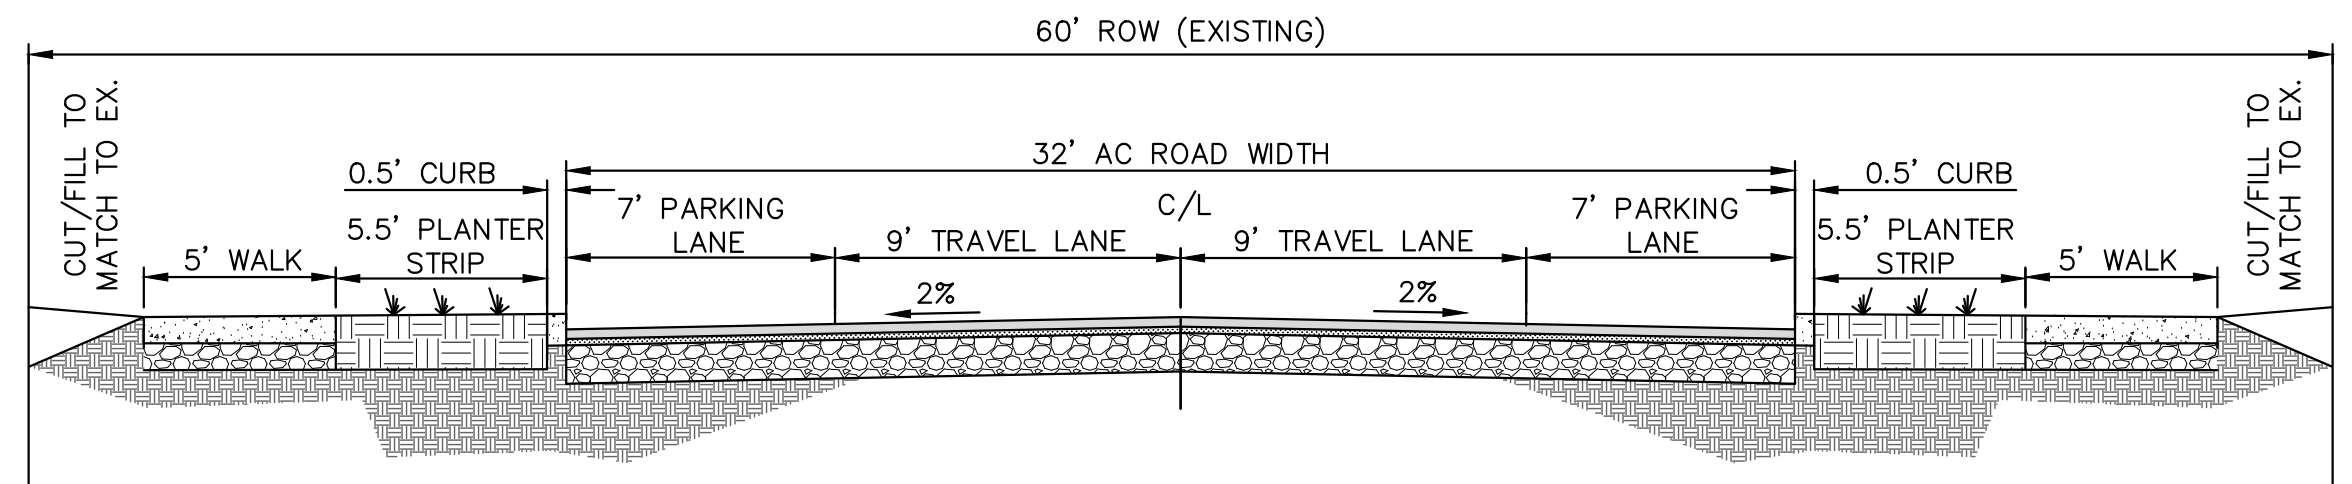 60' ROW (EXISTING)
CUT/FILL TO
MATCH TO EX.
32' AC ROAD WIDTH
0.5' CURB
C/L
7' PARKING
LANE
5.5' PLANTER
STRIP
5' WALK
9' TRAVEL LANE
9' TRAVEL LANE
7' PARKING
LANE
0.5' CURB
5.5' PLANTER
STRIP
5' WALK
CUT/FILL TO
MATCH TO EX.
2%
2%